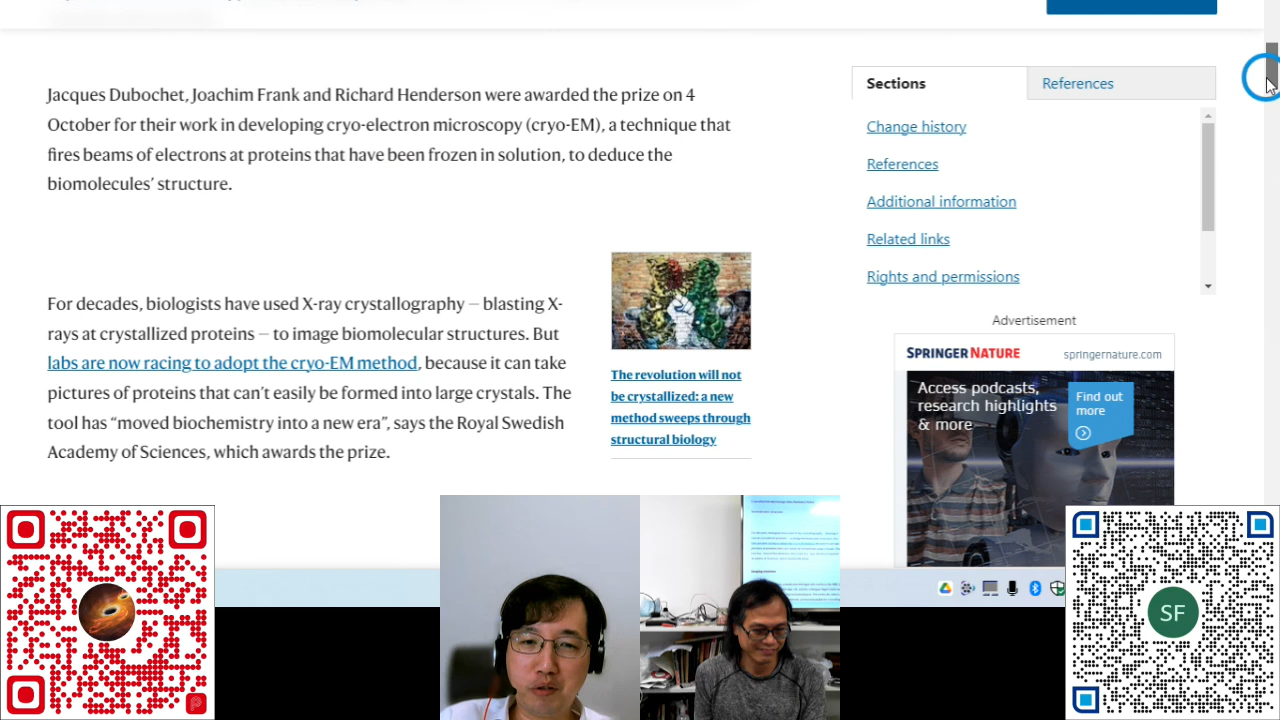 Jacques Dubochet, Joachim Frank and Richard Henderson were awarded the prize on 4
October for their work in developing cryo-electron microscopy (cryo-EM), a technique that
fires beams of electrons at proteins that have been frozen in solution, to deduce the
biomolecules’ structure.
For decades, biologists have used X-ray crystallography — blasting X-
rays at crystallized proteins — to image biomolecular structures. But
labs are now racing to adopt the cryo-EM method, because it can take
pictures of proteins that can’t easily be formed into large crystals. The
tool has “moved biochemistry into a new era”, says the Royal Swedish
Academy of Sciences, which awards the prize.
The revolution will not
be crystallized: a new
method sweeps through
structural biology
Sections
References
Change history
References
Additional information
Related links
Rights and permissions
Advertisement
SPRINGER NATURE
springernature.com
Access podcasts,
research highlights
& more
Find out
more
SF